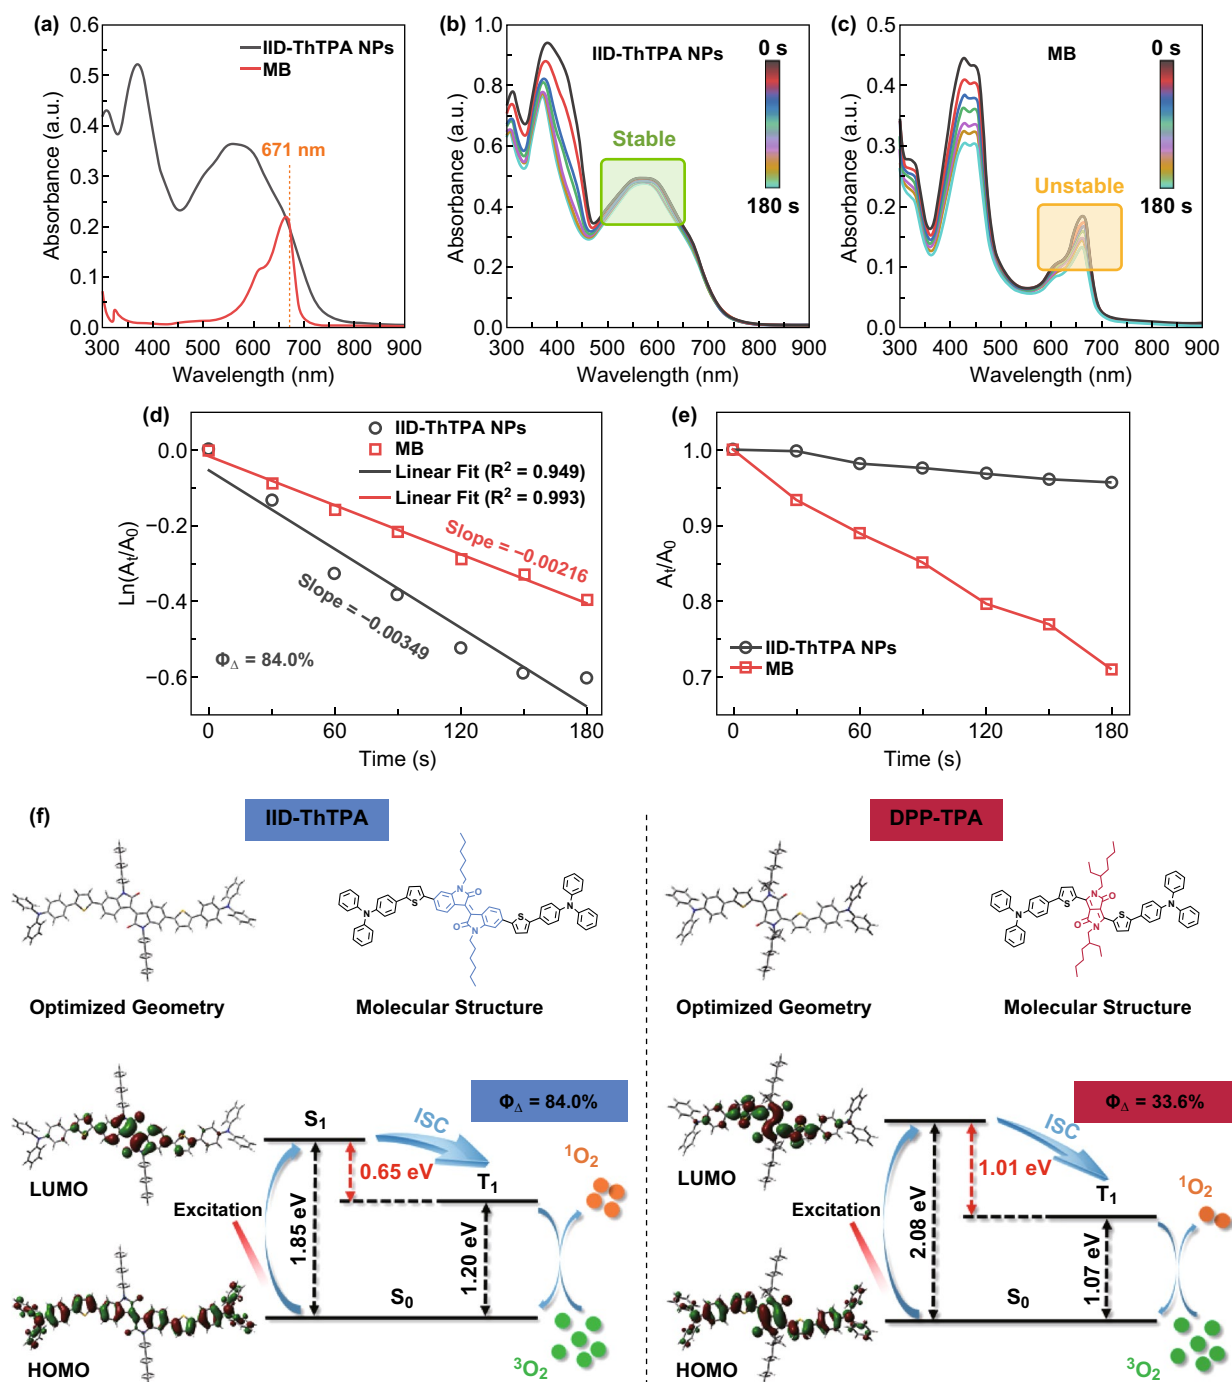 (a)
0.6
0.5
0.4
0.3
0.2
0.1
0.0
Absorbance (a.u.)
IID-ThTPA NPs
MB
671 nm
300 400 500 600 700 800 900
Wavelength (nm)
(b)
1.0
0.8
0.6
0.4
0.2
0.0
Absorbance (a.u.)
IID-ThTPA NPs
0 s
180 s
Stable
300 400 500 600 700 800 900
Wavelength (nm)
(c)
0.5
0.4
0.3
0.2
0.1
0.0
Absorbance (a.u.)
MB
0 s
180 s
Unstable
300 400 500 600 700 800 900
Wavelength (nm)
(d)
0.0
−0.2
−0.4
−0.6
Ln(Aₜ/A₀)
IID-ThTPA NPs
MB
Linear Fit (R² = 0.949)
Linear Fit (R² = 0.993)
Slope = −0.00216
Slope = −0.00349
Φ_Δ = 84.0%
0 60 120 180
Time (s)
(e)
1.0
0.9
0.8
0.7
Aₜ/A₀
IID-ThTPA NPs
MB
0 60 120 180
Time (s)
(f)
IID-ThTPA
N
S
N
O
O
N
S
N
Optimized Geometry
Molecular Structure
LUMO
HOMO
Excitation
S₁
ISC
T₁
S₀
1.85 eV
0.65 eV
1.20 eV
Φ_Δ = 84.0%
¹O₂
³O₂
DPP-TPA
N
S
N
O
O
N
S
N
Optimized Geometry
Molecular Structure
LUMO
HOMO
Excitation
ISC
T₁
S₀
2.08 eV
1.01 eV
1.07 eV
Φ_Δ = 33.6%
¹O₂
³O₂